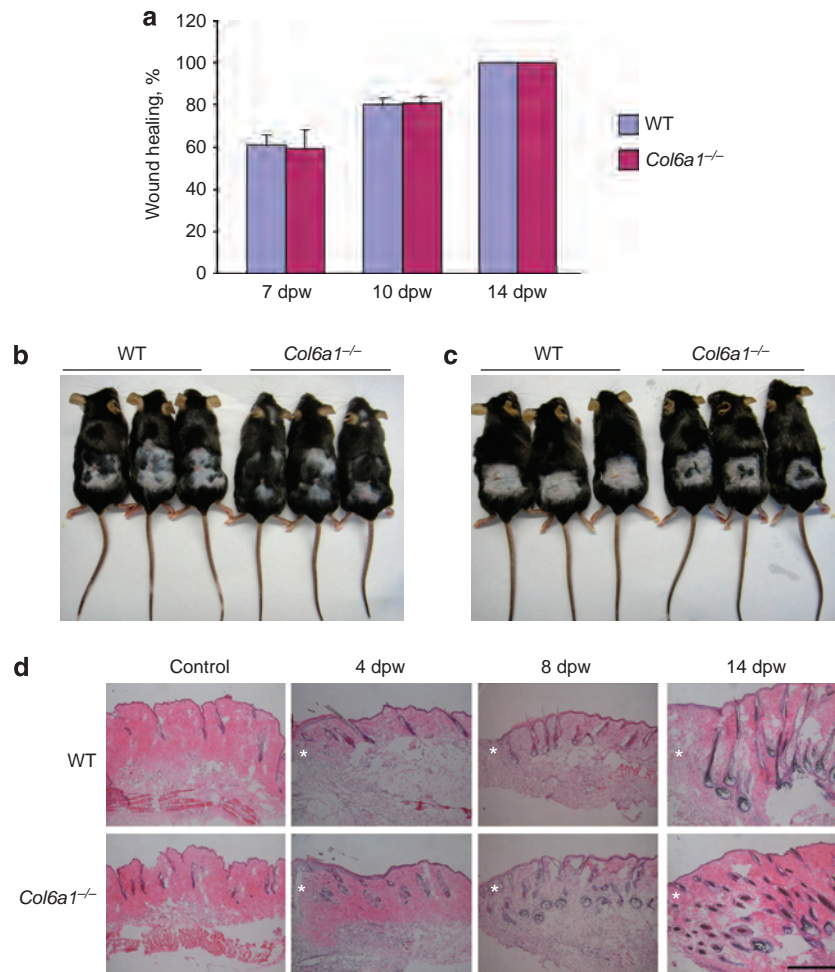 a
120
100
80
60
40
20
0
Wound healing, %
7 dpw 10 dpw 14 dpw
WT
Col6a1–/–
b
WT Col6a1–/–
c
WT Col6a1–/–
d
Control 4 dpw 8 dpw 14 dpw
WT
* * *
Col6a1–/–
* * *